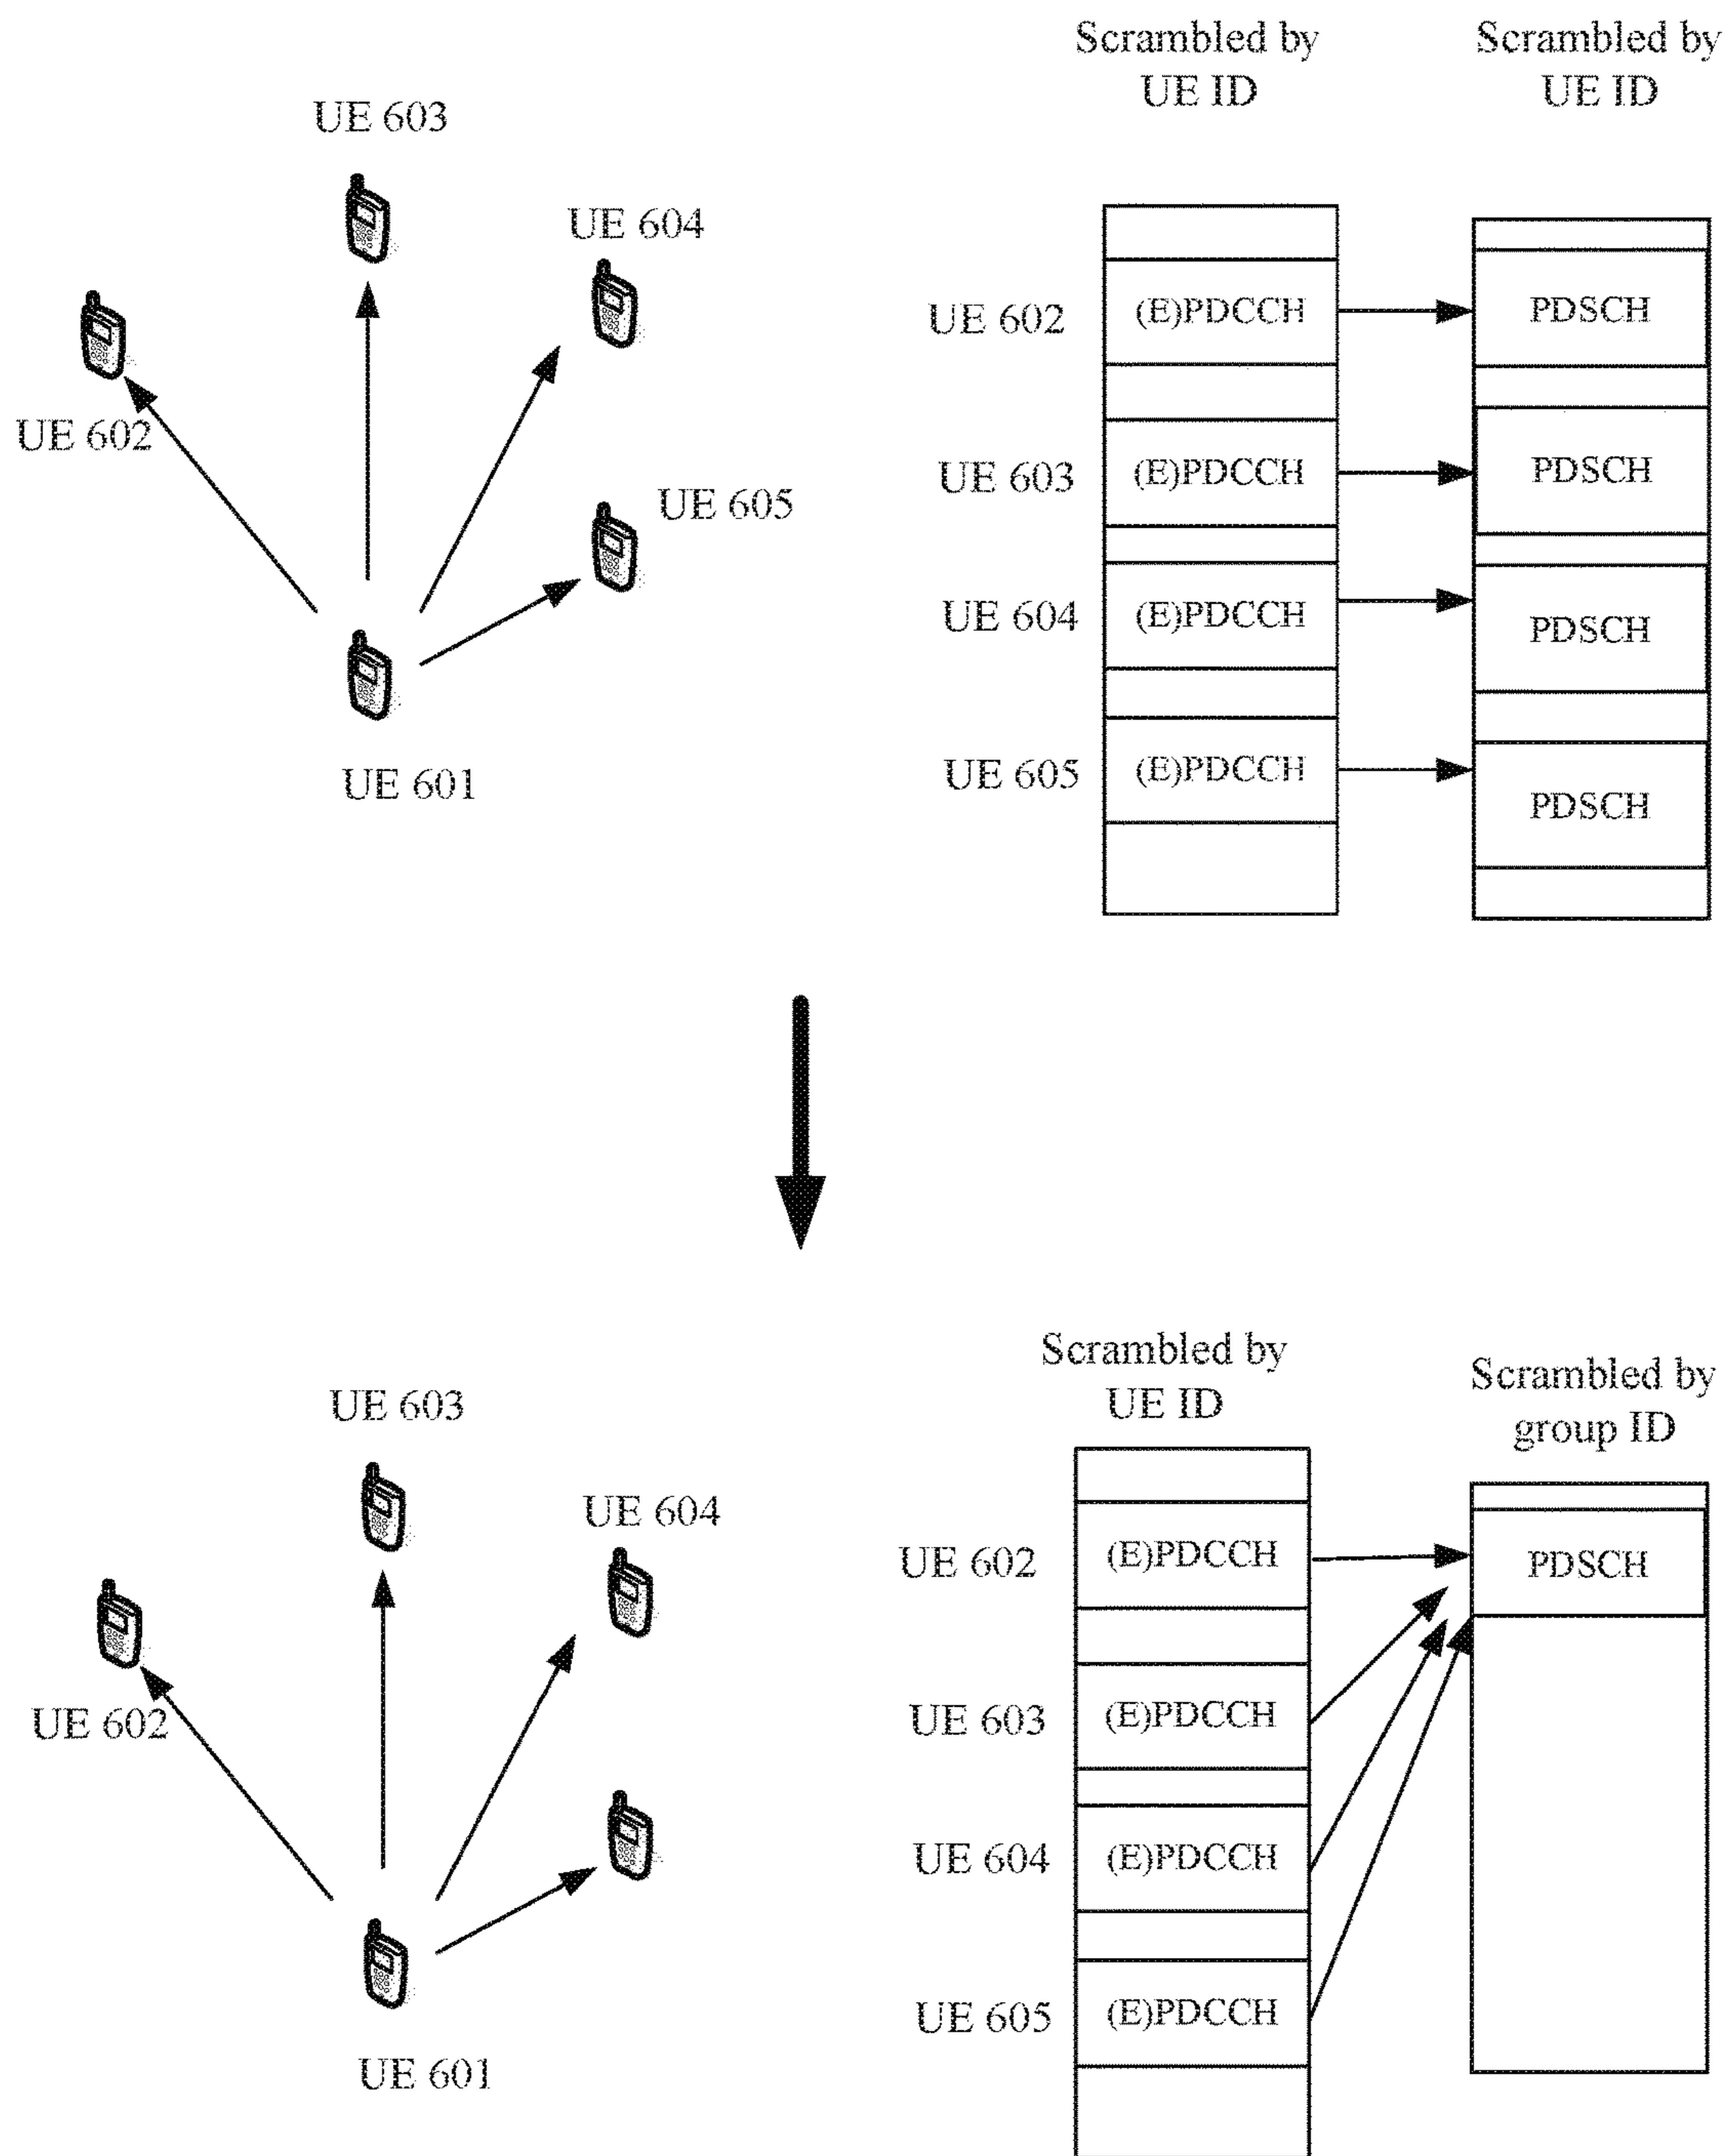 Scrambled by
UE ID
Scrambled by
UE ID
UE 603
UE 604
UE 602
UE 605
UE 601
UE 602
(E)PDCCH
PDSCH
UE 603
(E)PDCCH
PDSCH
UE 604
(E)PDCCH
PDSCH
UE 605
(E)PDCCH
PDSCH
Scrambled by
UE ID
Scrambled by
group ID
UE 603
UE 604
UE 602
UE 601
UE 602
(E)PDCCH
PDSCH
UE 603
(E)PDCCH
UE 604
(E)PDCCH
UE 605
(E)PDCCH